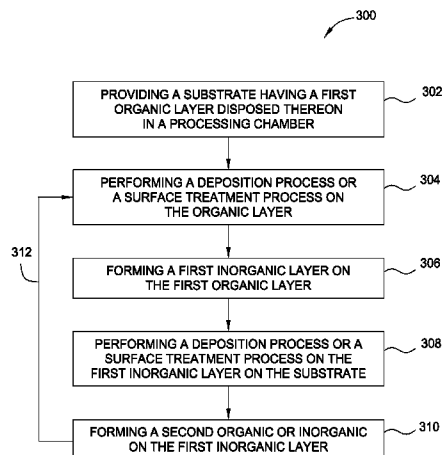 300
PROVIDING A SUBSTRATE HAVING A FIRST
ORGANIC LAYER DISPOSED THEREON
IN A PROCESSING CHAMBER
302
PERFORMING A DEPOSITION PROCESS OR
A SURFACE TREATMENT PROCESS ON
THE ORGANIC LAYER
304
312
FORMING A FIRST INORGANIC LAYER ON
THE FIRST ORGANIC LAYER
306
PERFORMING A DEPOSITION PROCESS OR A
SURFACE TREATMENT PROCESS ON THE
FIRST INORGANIC LAYER ON THE SUBSTRATE
308
FORMING A SECOND ORGANIC OR INORGANIC
ON THE FIRST INORGANIC LAYER
310